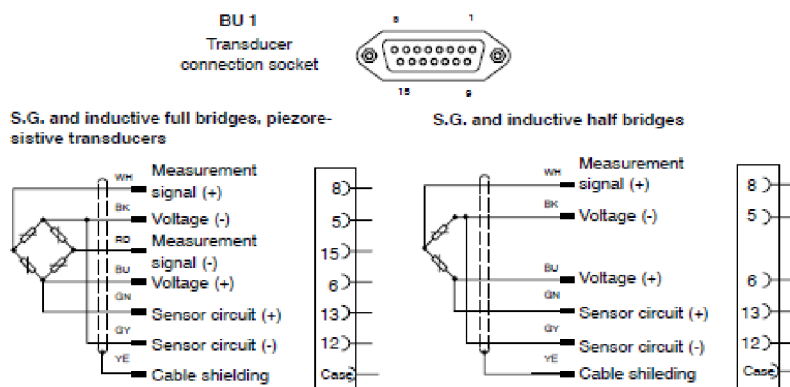 BU 1
Transducer
connection socket
8 1
15 9
S.G. and inductive full bridges, piezore-
sistive transducers
WH Measurement
signal (+) 8
BK Voltage (-) 5
RD Measurement
signal (-) 15
BU Voltage (+) 6
GN Sensor circuit (+) 13
GY Sensor circuit (-) 12
YE Cable shielding Case
S.G. and inductive half bridges
WH Measurement
signal (+) 8
BK Voltage (-) 5
BU Voltage (+) 6
GN Sensor circuit (+) 13
GY Sensor circuit (-) 12
YE Cable shileding Case